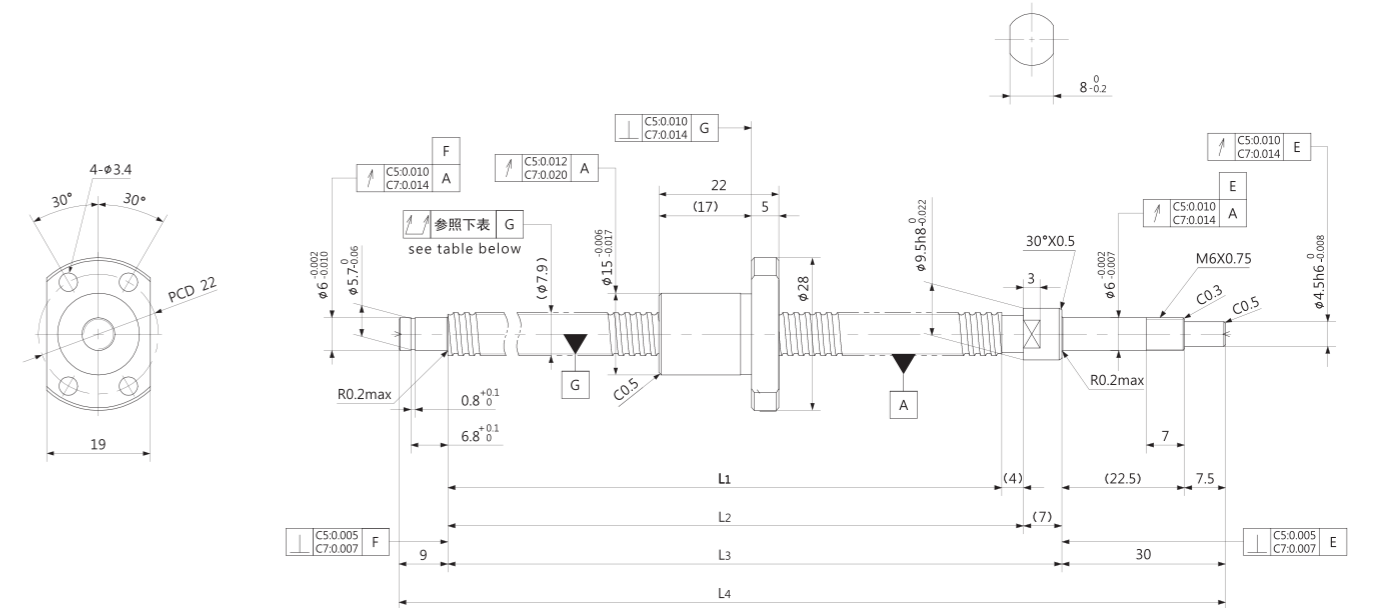 8 0 -0.2
C5:0.010 G
C7:0.014
F
C5:0.010 A
C7:0.014
C5:0.012 A
C7:0.020
C5:0.010 E
C7:0.014
E
C5:0.010 A
C7:0.014
4-φ3.4
30° 30°
PCD 22
19
参照下表 G
see table below
22
(17) 5
φ6 -0.002 -0.010
φ5.7 0 -0.06
(φ7.9)
φ15 -0.006 -0.017
φ28
φ9.5h8 0 -0.022
30°X0.5
3
φ6 -0.002 -0.007
M6X0.75
C0.3
C0.5
φ4.5h6 0 -0.008
R0.2max
0.8 +0.1 0
6.8 +0.1 0
G
C0.5
A
R0.2max
7
L1 (4) (22.5) 7.5
L2 (7)
C5:0.005 F
C7:0.007
9 L3 30
C5:0.005 E
C7:0.007
L4